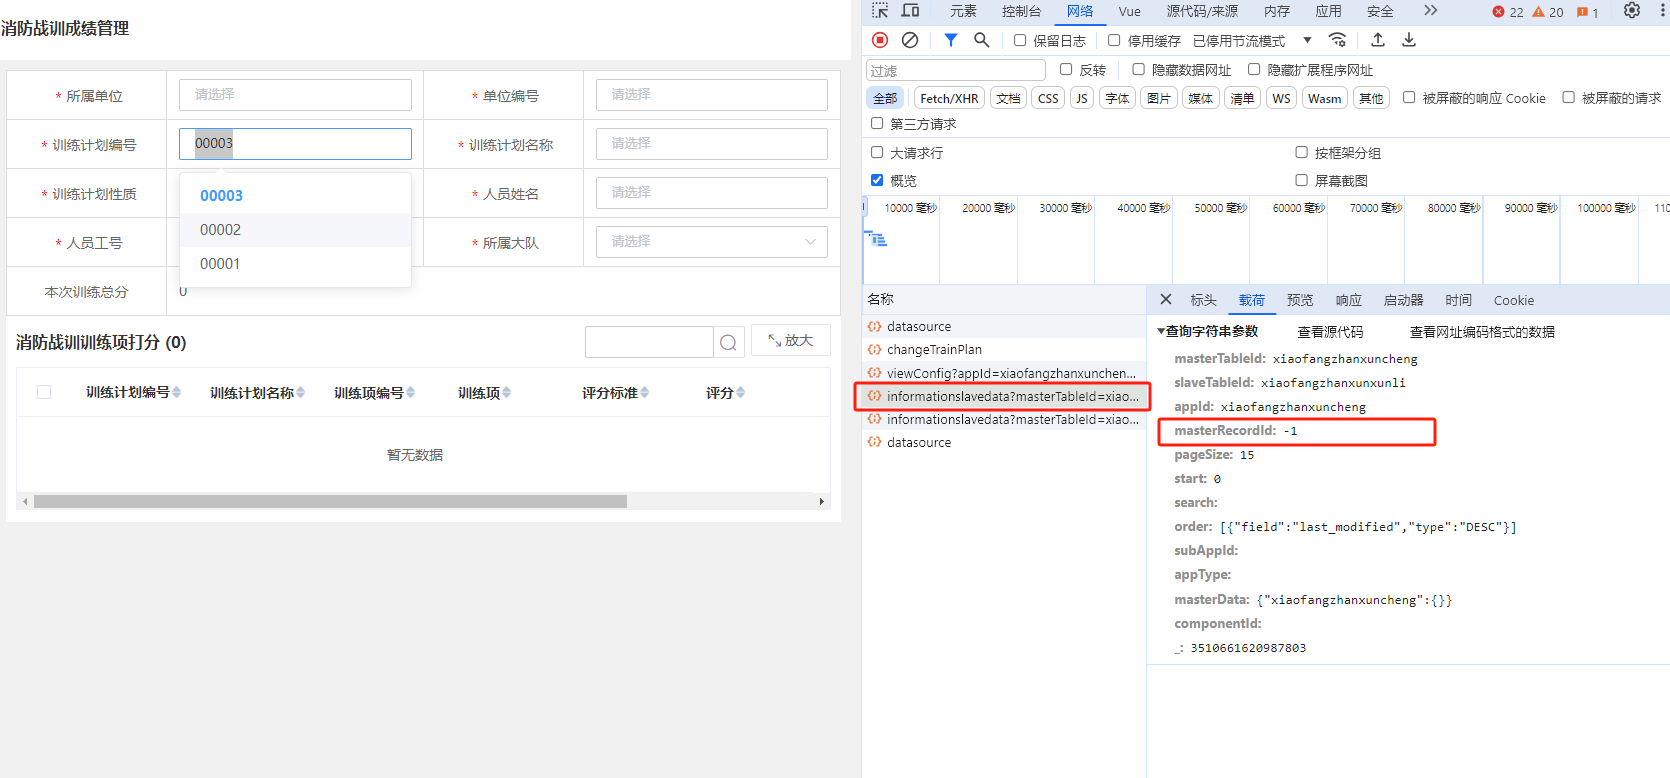 消防战训成绩管理
* 所属单位
请选择
* 单位编号
请选择
* 训练计划编号
00003
* 训练计划名称
请选择
* 训练计划性质
* 人员姓名
请选择
* 人员工号
* 所属大队
请选择
00003
00002
00001
本次训练总分
0
消防战训训练项打分 (0)
放大
训练计划编号
训练计划名称
训练项编号
训练项
评分标准
评分
暂无数据
元素
控制台
网络
Vue
源代码/来源
内存
应用
安全
22
20
1
保留日志
停用缓存
已停用节流模式
过滤
反转
隐藏数据网址
隐藏扩展程序网址
全部
Fetch/XHR
文档
CSS
JS
字体
图片
媒体
清单
WS
Wasm
其他
被屏蔽的响应 Cookie
被屏蔽的请求
第三方请求
大请求行
按框架分组
概览
屏幕截图
10000 毫秒
20000 毫秒
30000 毫秒
40000 毫秒
50000 毫秒
60000 毫秒
70000 毫秒
80000 毫秒
90000 毫秒
100000 毫秒
110
名称
datasource
changeTrainPlan
viewConfig?appId=xiaofangzhanxunchen...
informationslavedata?masterTableId=xiao...
informationslavedata?masterTableId=xiao...
datasource
标头
载荷
预览
响应
启动器
时间
Cookie
查询字符串参数
查看源代码
查看网址编码格式的数据
masterTableId: xiaofangzhanxuncheng
slaveTableId: xiaofangzhanxunxunli
appId: xiaofangzhanxuncheng
masterRecordId: -1
pageSize: 15
start: 0
search:
order: [{"field":"last_modified","type":"DESC"}]
subAppId:
appType:
masterData: {"xiaofangzhanxuncheng":{}}
componentId:
_: 3510661620987803